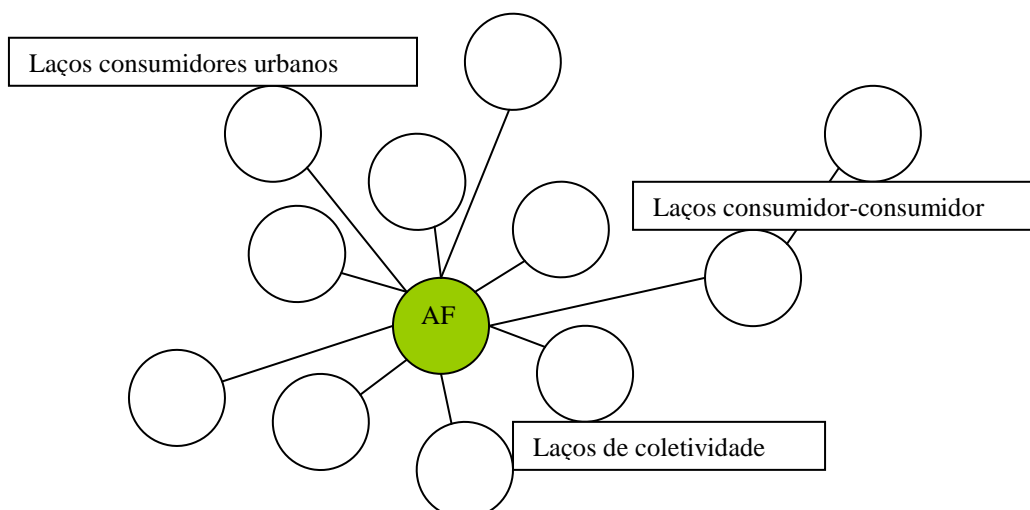 Laços consumidores urbanos
Laços consumidor-consumidor
AF
Laços de coletividade